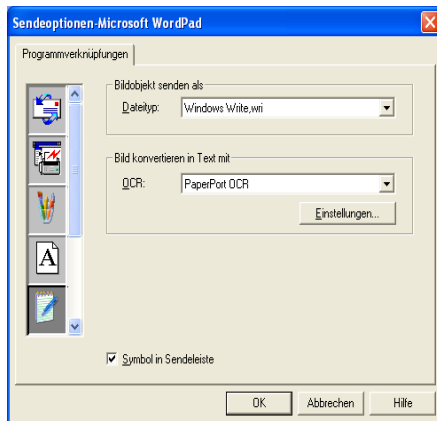 Sendeoptionen-Microsoft WordPad
Programmverknüpfungen
Bildobjekt senden als
Dateityp: Windows Write,wri
Bild konvertieren in Text mit
OCR: PaperPort OCR
Einstellungen...
A
Symbol in Sendeleiste
OK Abbrechen Hilfe